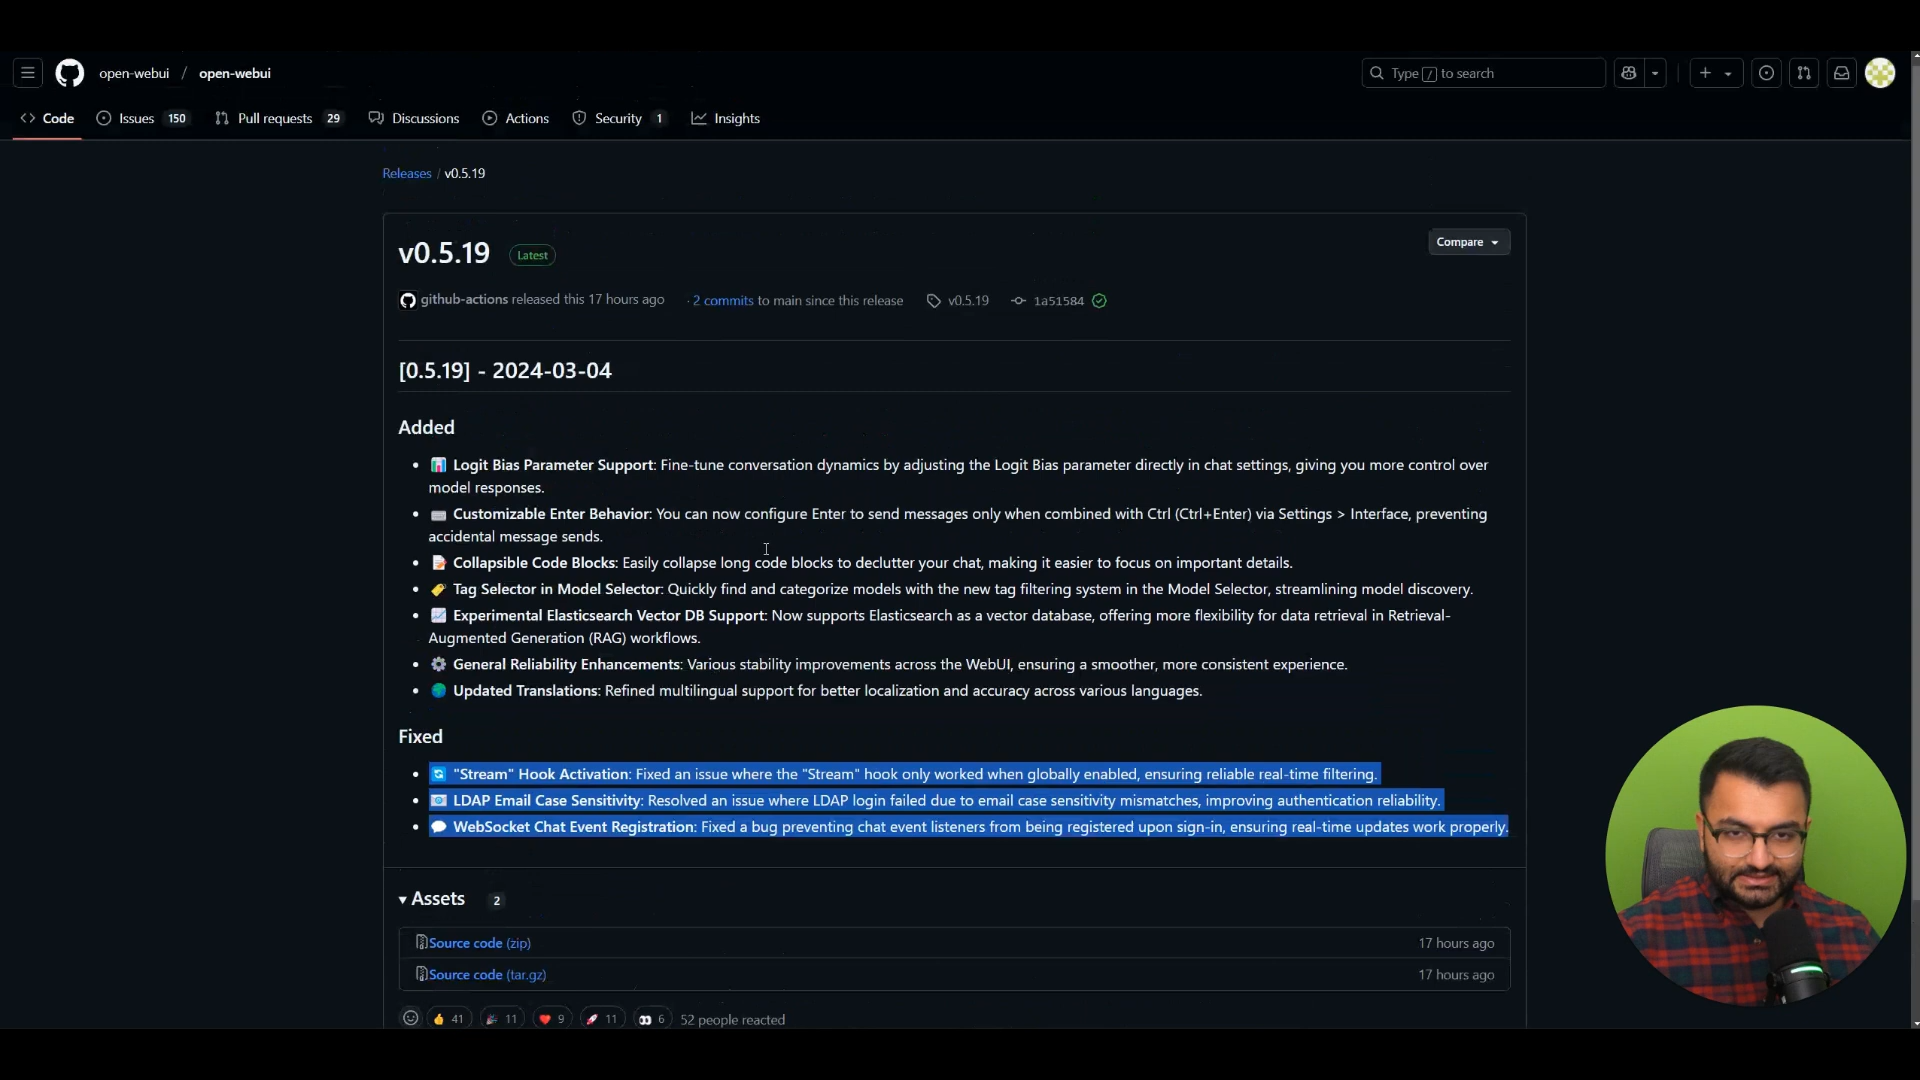 open-webui / open-webui
Type / to search
Code
Issues 150
Pull requests 29
Discussions
Actions
Security 1
Insights
Releases / v0.5.19
v0.5.19 Latest
Compare
github-actions released this 17 hours ago · 2 commits to main since this release v0.5.19 1a51584
[0.5.19] - 2024-03-04
Added
📊 Logit Bias Parameter Support: Fine-tune conversation dynamics by adjusting the Logit Bias parameter directly in chat settings, giving you more control over
model responses.
⌨️ Customizable Enter Behavior: You can now configure Enter to send messages only when combined with Ctrl (Ctrl+Enter) via Settings > Interface, preventing
accidental message sends.
📝 Collapsible Code Blocks: Easily collapse long code blocks to declutter your chat, making it easier to focus on important details.
🏷️ Tag Selector in Model Selector: Quickly find and categorize models with the new tag filtering system in the Model Selector, streamlining model discovery.
📈 Experimental Elasticsearch Vector DB Support: Now supports Elasticsearch as a vector database, offering more flexibility for data retrieval in Retrieval-
Augmented Generation (RAG) workflows.
⚙️ General Reliability Enhancements: Various stability improvements across the WebUI, ensuring a smoother, more consistent experience.
🌍 Updated Translations: Refined multilingual support for better localization and accuracy across various languages.
Fixed
🔄 "Stream" Hook Activation: Fixed an issue where the "Stream" hook only worked when globally enabled, ensuring reliable real-time filtering.
📧 LDAP Email Case Sensitivity: Resolved an issue where LDAP login failed due to email case sensitivity mismatches, improving authentication reliability.
💬 WebSocket Chat Event Registration: Fixed a bug preventing chat event listeners from being registered upon sign-in, ensuring real-time updates work properly.
Assets 2
Source code (zip) 17 hours ago
Source code (tar.gz) 17 hours ago
👍 41 🎉 11 ❤️ 9 🚀 11 👀 6 52 people reacted